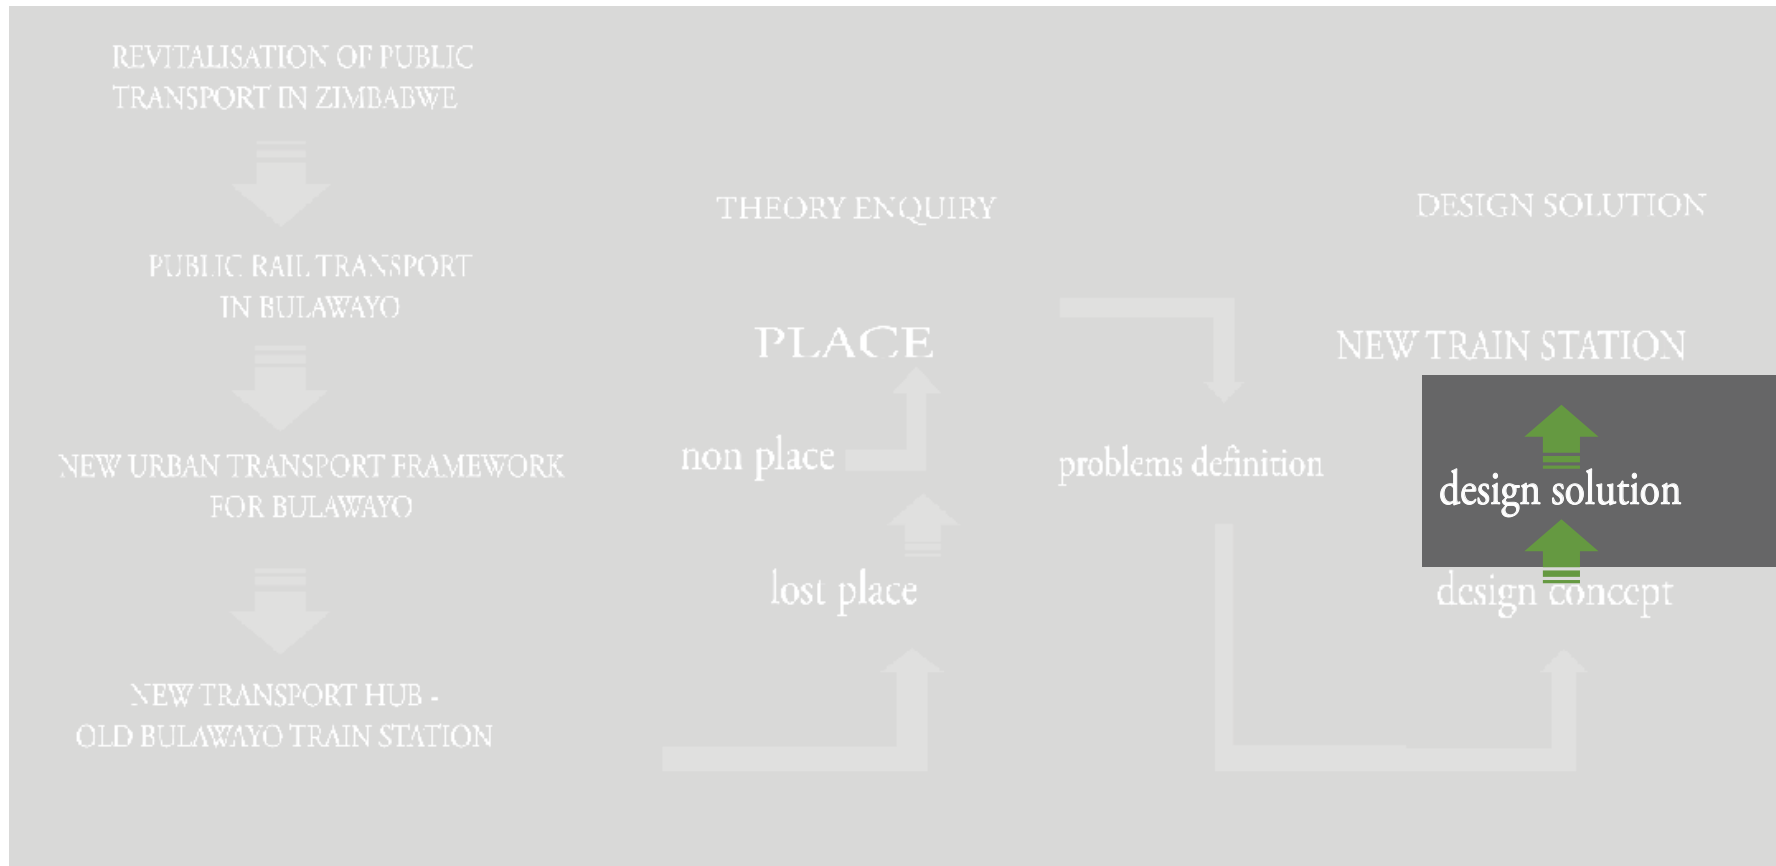 REVITALISATION OF PUBLIC
TRANSPORT IN ZIMBABWE
PUBLIC RAIL TRANSPORT
IN BULAWAYO
NEW URBAN TRANSPORT FRAMEWORK
FOR BULAWAYO
NEW TRANSPORT HUB -
OLD BULAWAYO TRAIN STATION
THEORY ENQUIRY
PLACE
non place
lost place
problems definition
DESIGN SOLUTION
NEW TRAIN STATION
design solution
design concept